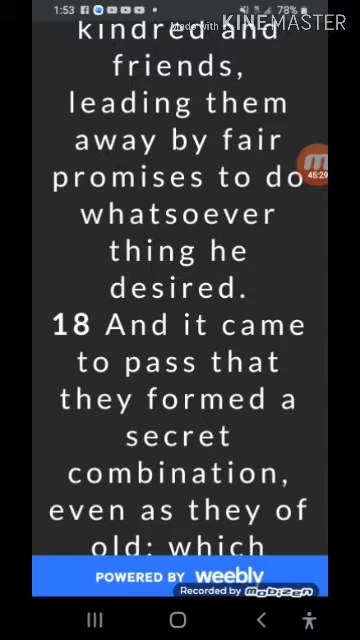 1:53 78%
Made with KINEMASTER
kindred and
friends,
leading them
away by fair
promises to do
45:29
whatsoever
thing he
desired.
18 And it came
to pass that
they formed a
secret
combination,
even as they of
old; which
POWERED BY weebly
Recorded by mobizen